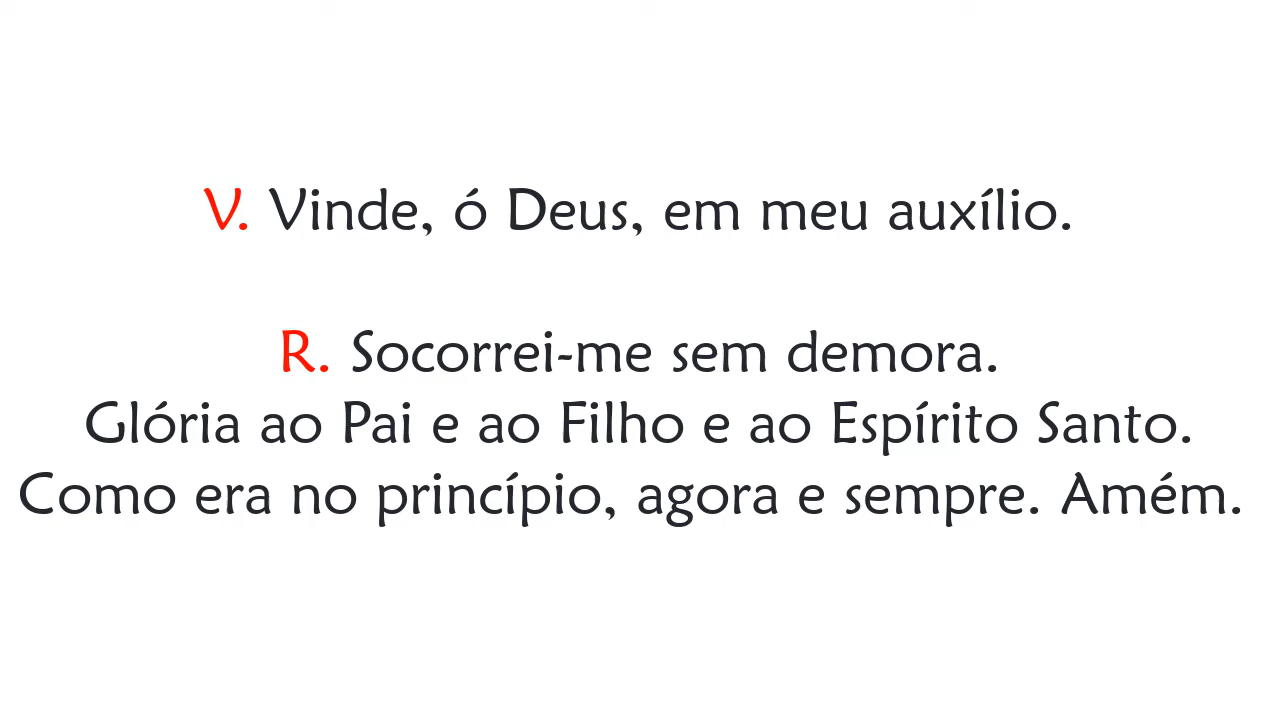 V. Vinde, ó Deus, em meu auxílio.
R. Socorrei-me sem demora.
Glória ao Pai e ao Filho e ao Espírito Santo.
Como era no princípio, agora e sempre. Amém.